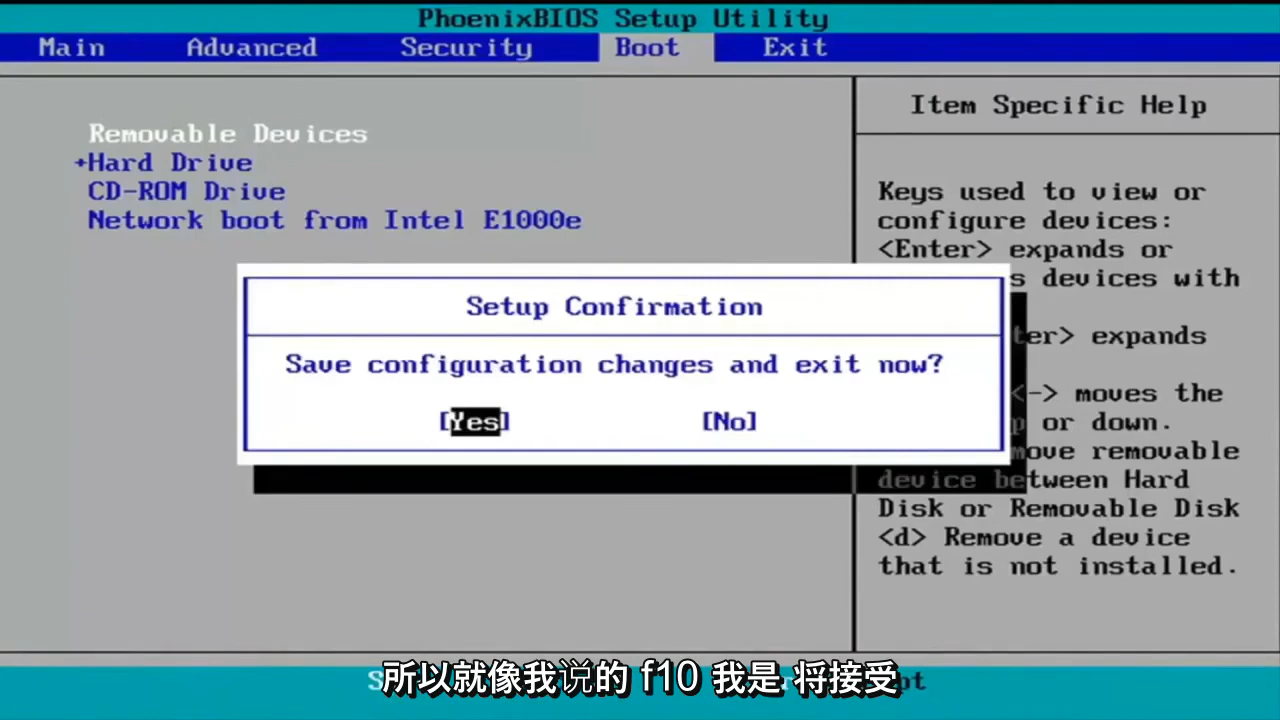 PhoenixBIOS Setup Utility
Main Advanced Security Boot Exit
Removable Devices
+Hard Drive
CD-ROM Drive
Network boot from Intel E1000e
Item Specific Help
Keys used to view or
configure devices:
<Enter> expands or
devices with
expands
<-> moves the
or down.
move removable
device between Hard
Disk or Removable Disk
<d> Remove a device
that is not installed.
Setup Confirmation
Save configuration changes and exit now?
[Yes] [No]
所以就像我说的 f10 我是 将接受